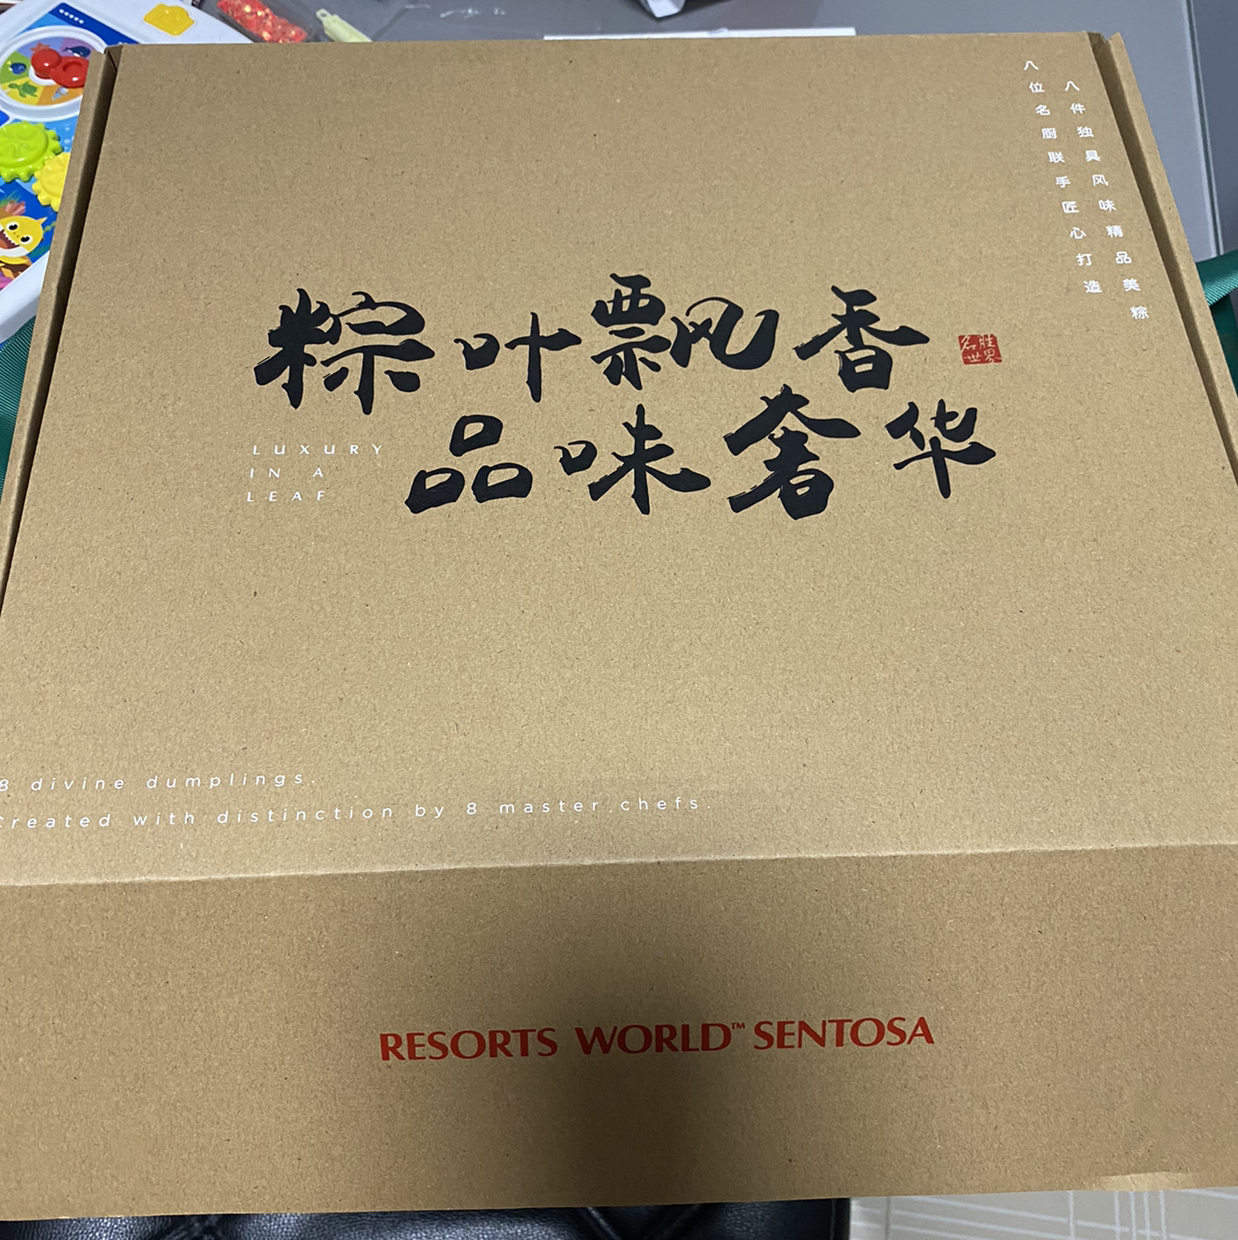 八件独具风味精品美粽
八位名厨联手匠心打造
粽叶飘香
名胜世界
品味奢华
LUXURY
IN A
LEAF
8 divine dumplings.
Created with distinction by 8 master chefs.
RESORTS WORLD™ SENTOSA